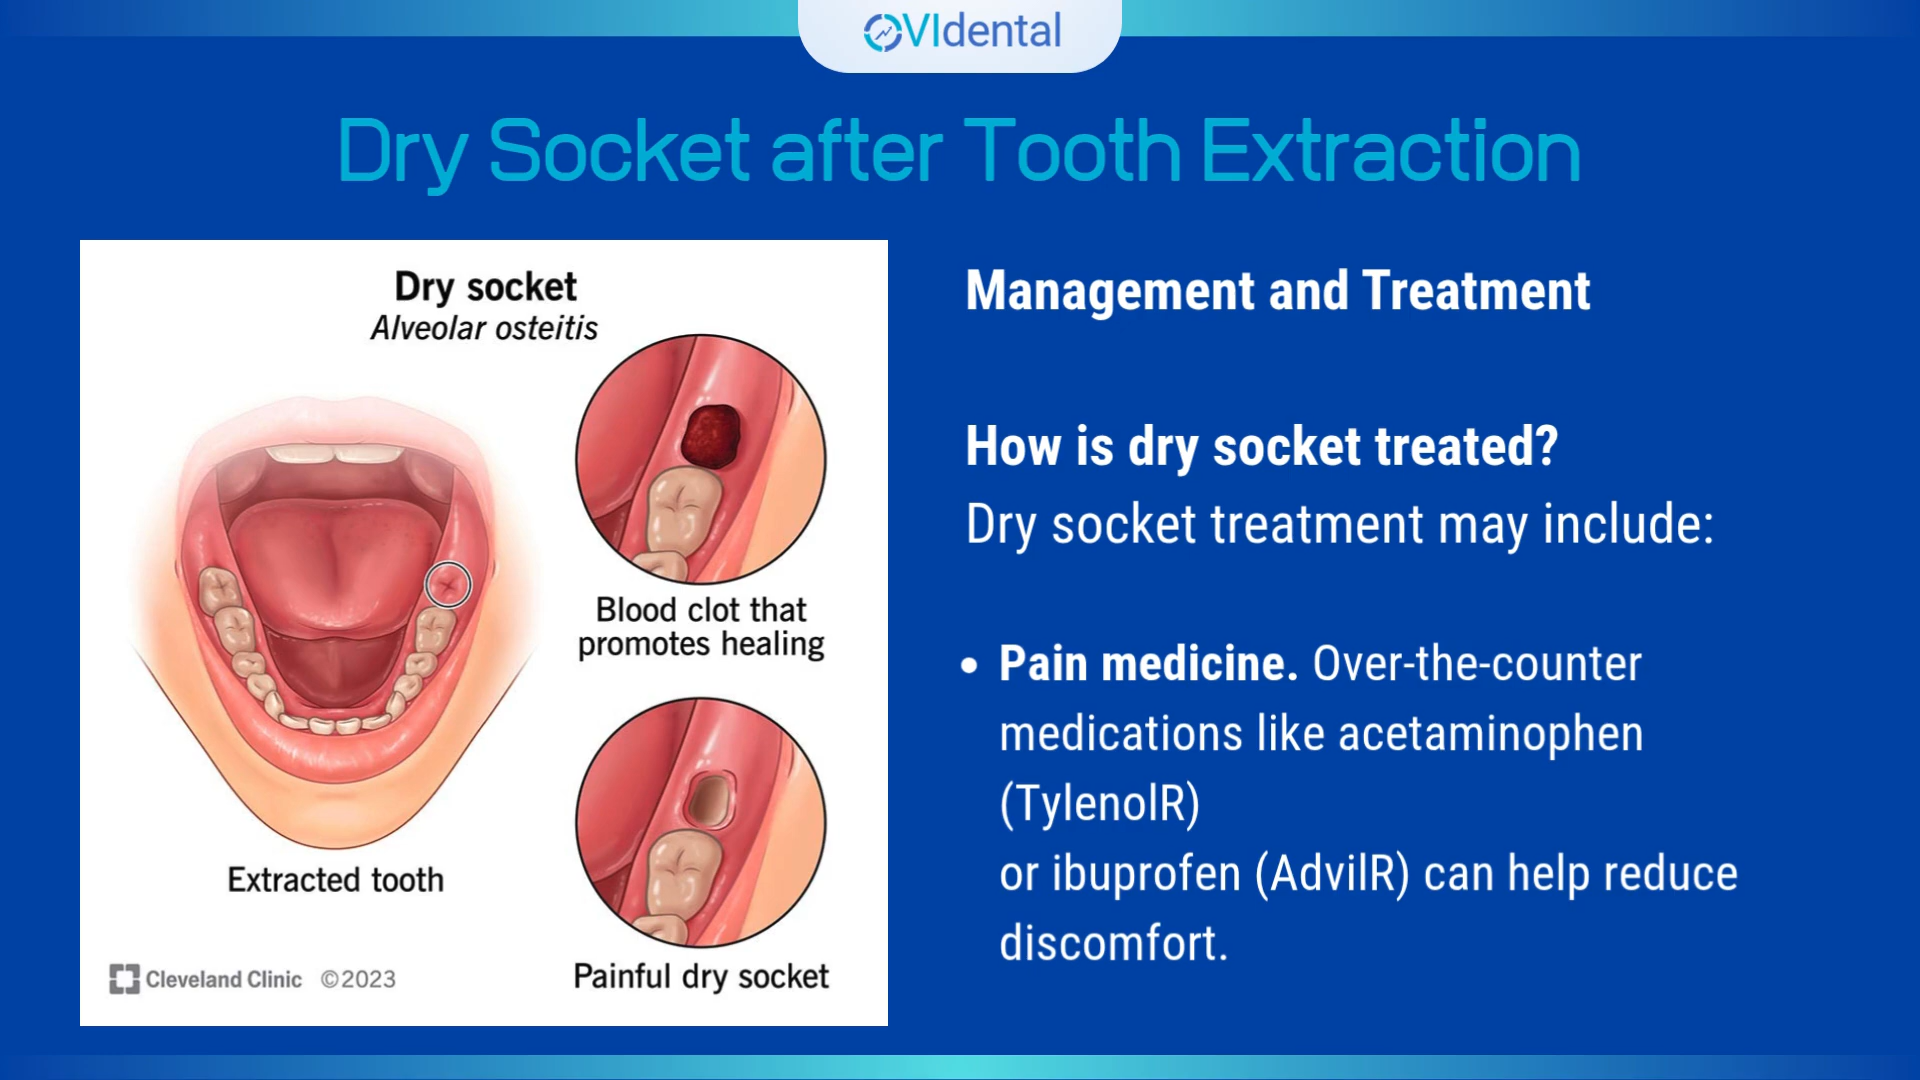 VIdental
Dry Socket after Tooth Extraction
Dry socket
Alveolar osteitis
Blood clot that
promotes healing
Extracted tooth
Painful dry socket
Cleveland Clinic ©2023
Management and Treatment
How is dry socket treated?
Dry socket treatment may include:
• Pain medicine. Over-the-counter
medications like acetaminophen
(TylenolR)
or ibuprofen (AdvilR) can help reduce
discomfort.